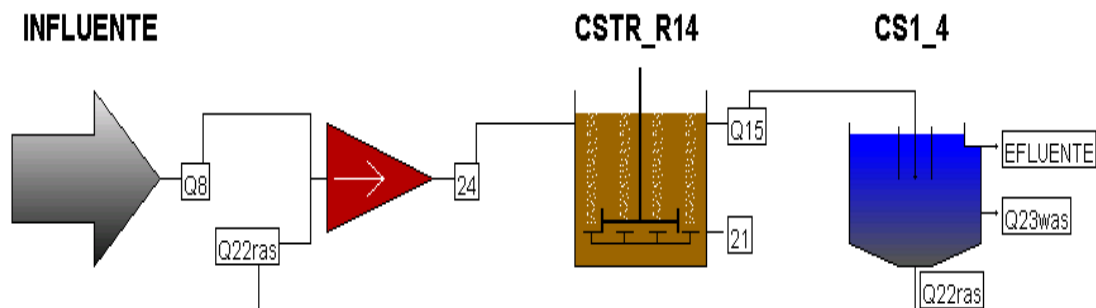 INFLUENTE
CSTR_R14
CS1_4
Q8
24
Q22ras
Q15
21
EFLUENTE
Q23was
Q22ras